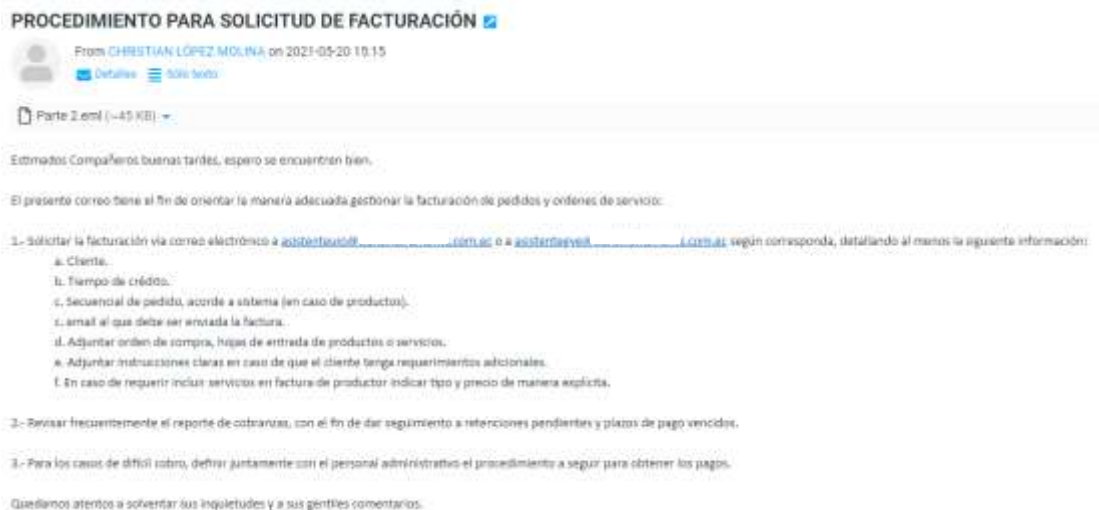 PROCEDIMIENTO PARA SOLICITUD DE FACTURACIÓN
From CHRISTIAN LÓPEZ MOLINA on 2021-05-20 15:15
Detalles Sólo texto
Parte 2.eml (~45 KB)
Estimados Compañeros buenas tardes, espero se encuentren bien.
El presente correo tiene el fin de orientar la manera adecuada gestionar la facturación de pedidos y ordenes de servicio:
1.- Solicitar la facturación vía correo electrónico a .com.ec o a .com.ec según corresponda, detallando al menos la siguiente información:
a. Cliente.
b. Tiempo de crédito.
c. Secuencial de pedido, acorde a sistema (en caso de productos).
c. email al que debe ser enviada la factura.
d. Adjuntar orden de compra, hojas de entrada de productos o servicios.
e. Adjuntar instrucciones claras en caso de que el cliente tenga requerimientos adicionales.
f. En caso de requerir incluir servicios en factura de productor indicar tipo y precio de manera explícita.
2.- Revisar frecuentemente el reporte de cobranzas, con el fin de dar seguimiento a retenciones pendientes y plazos de pago vencidos.
3.- Para los casos de difícil cobro, definir juntamente con el personal administrativo el procedimiento a seguir para obtener los pagos.
Quedamos atentos a solventar sus inquietudes y a sus gentiles comentarios.